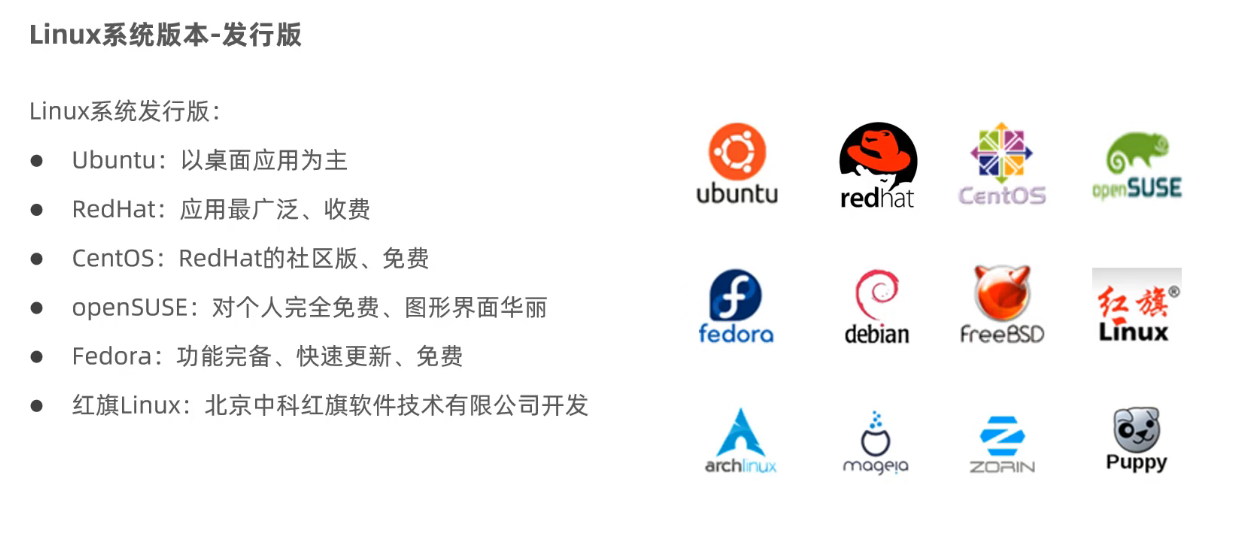 Linux系统版本-发行版
Linux系统发行版：
● Ubuntu：以桌面应用为主
● RedHat：应用最广泛、收费
● CentOS：RedHat的社区版、免费
● openSUSE：对个人完全免费、图形界面华丽
● Fedora：功能完备、快速更新、免费
● 红旗Linux：北京中科红旗软件技术有限公司开发
ubuntu
redhat
CentOS
openSUSE
fedora
debian
FreeBSD
红旗®
Linux
archlinux
mageia
ZORIN
Puppy